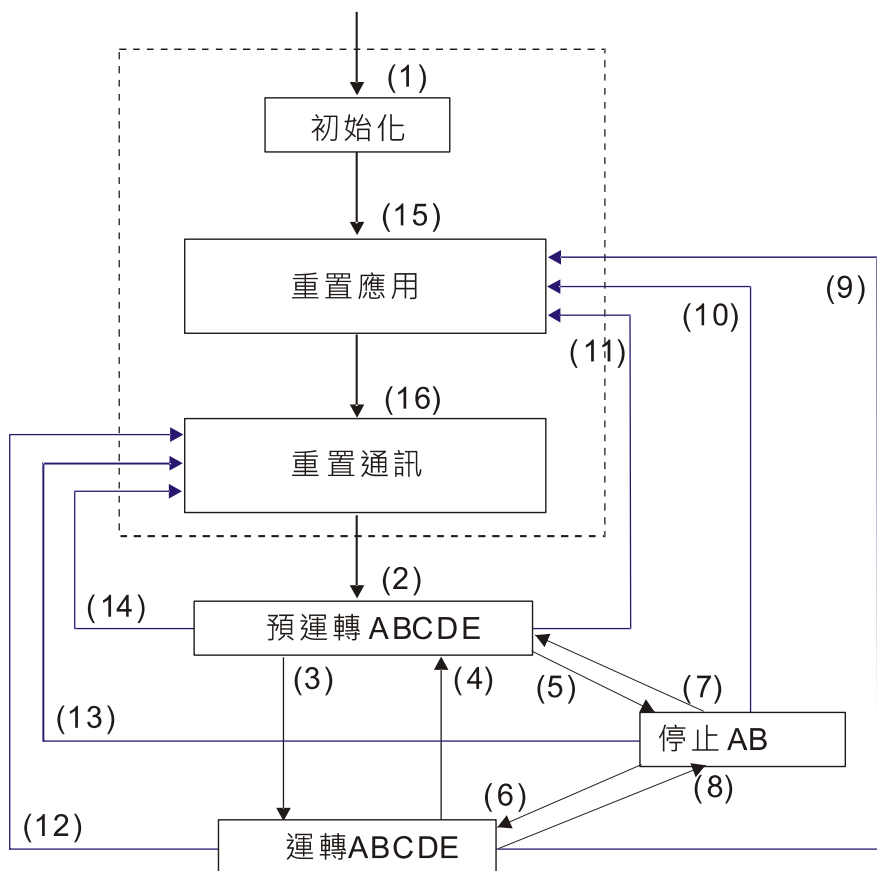 (1)
初始化
(15)
重置應用
(9)
(10)
(11)
(16)
重置通訊
(2)
(14)
預運轉 ABCDE
(3)
(4)
(5)
(7)
(13)
停止 AB
(6)
(8)
(12)
運轉ABCDE